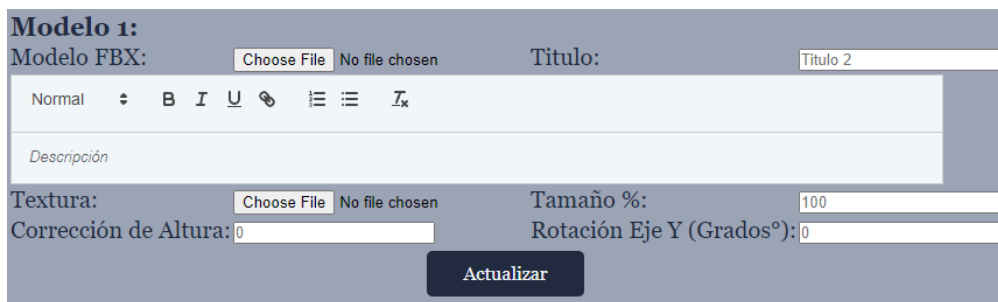 Modelo 1:
Modelo FBX: Choose File No file chosen Titulo: Titulo 2
Normal B I U Tx
Descripción
Textura: Choose File No file chosen Tamaño %: 100
Corrección de Altura: 0 Rotación Eje Y (Grados°): 0
Actualizar